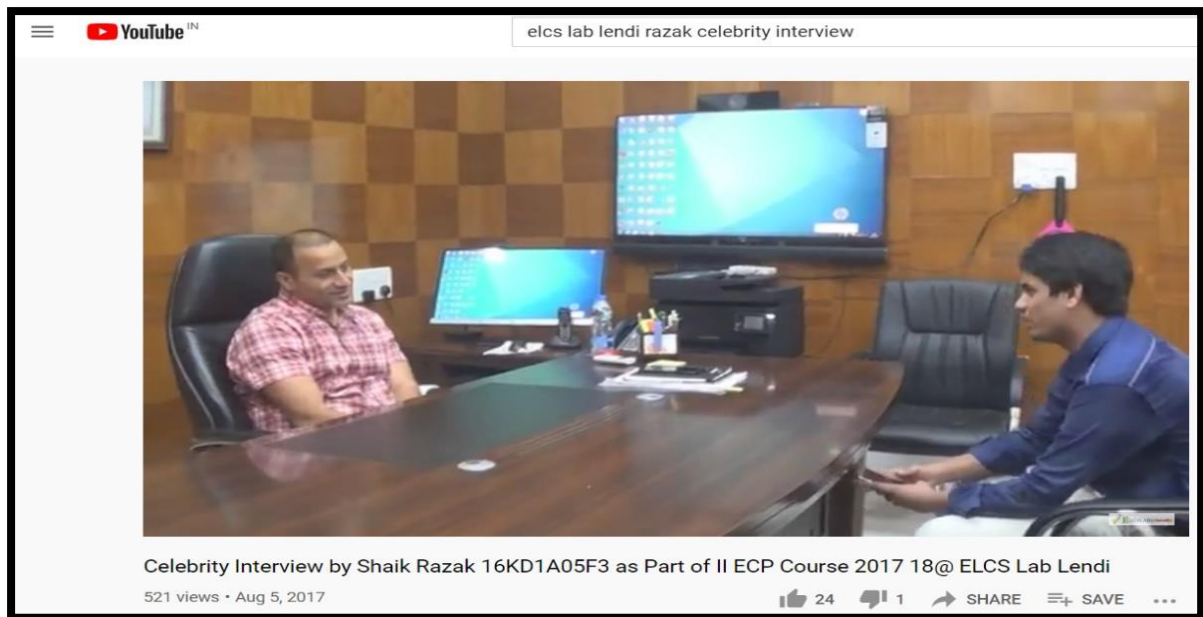 YouTube IN
elcs lab lendi razak celebrity interview
Celebrity Interview by Shaik Razak 16KD1A05F3 as Part of II ECP Course 2017 18@ ELCS Lab Lendi
521 views • Aug 5, 2017
24 1 SHARE SAVE